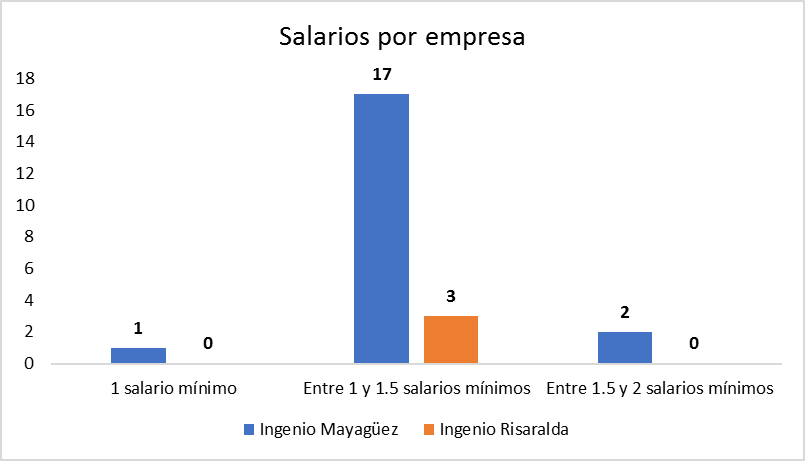 Salarios por empresa
17
18
16
14
12
10
8
6
4
2
0
1
0
3
2
0
1 salario mínimo
Entre 1 y 1.5 salarios mínimos
Entre 1.5 y 2 salarios mínimos
Ingenio Mayagüez
Ingenio Risaralda